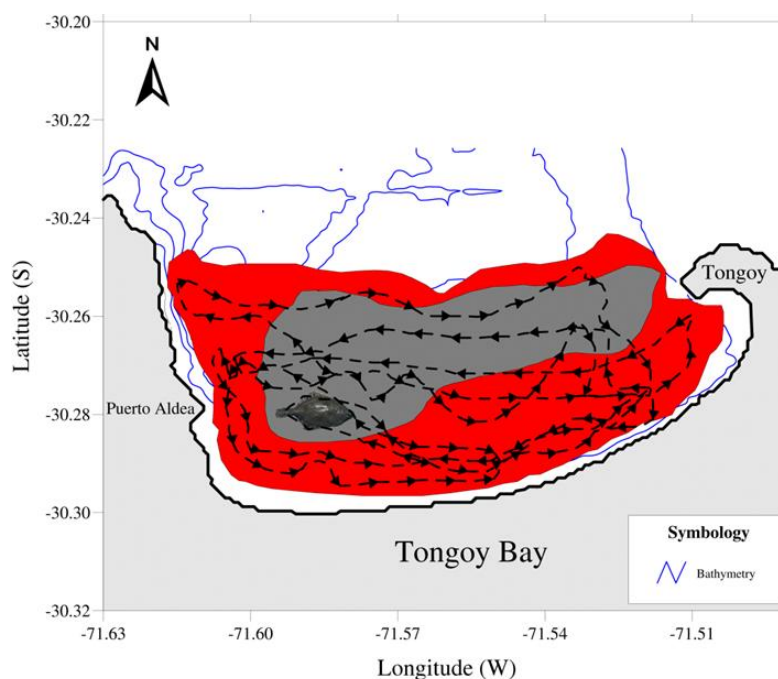 -30.20
N
-30.22
-30.24
Tongoy
Latitude (S)
-30.26
Puerto Aldea
-30.28
-30.30
Symbology
Tongoy Bay
Bathymetry
-30.32
-71.63 -71.60 -71.57 -71.54 -71.51
Longitude (W)